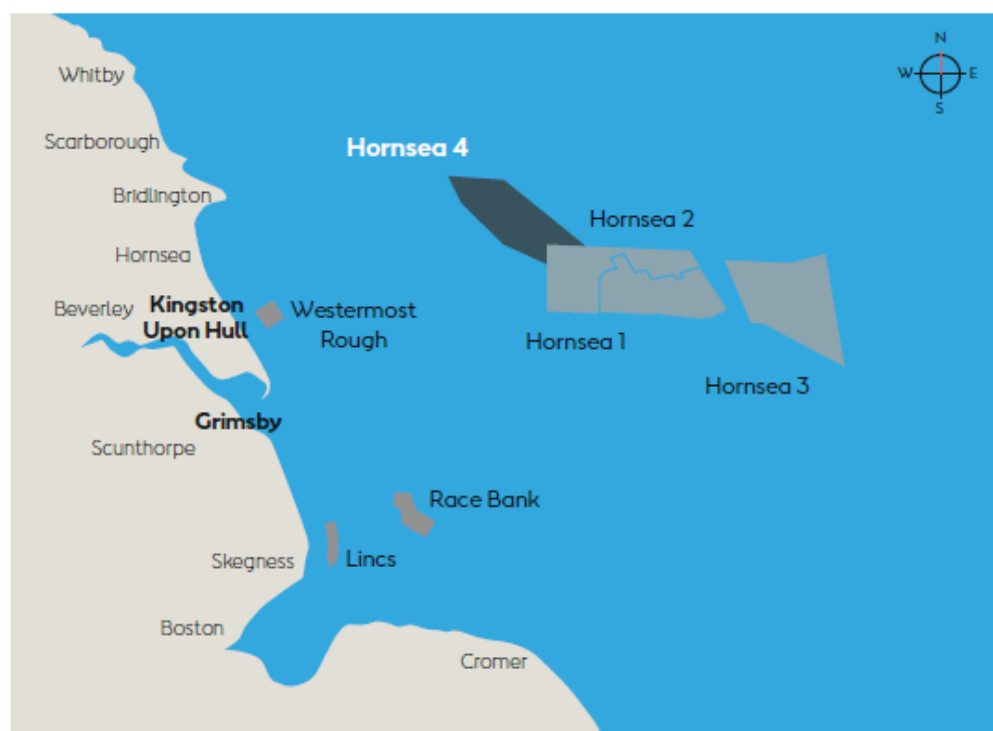 N
W E
S
Whitby
Scarborough
Hornsea 4
Bridlington
Hornsea 2
Hornsea
Beverley
Kingston
Upon Hull
Westermost
Rough
Hornsea 1
Hornsea 3
Grimsby
Scunthorpe
Race Bank
Skegness
Lincs
Boston
Cromer